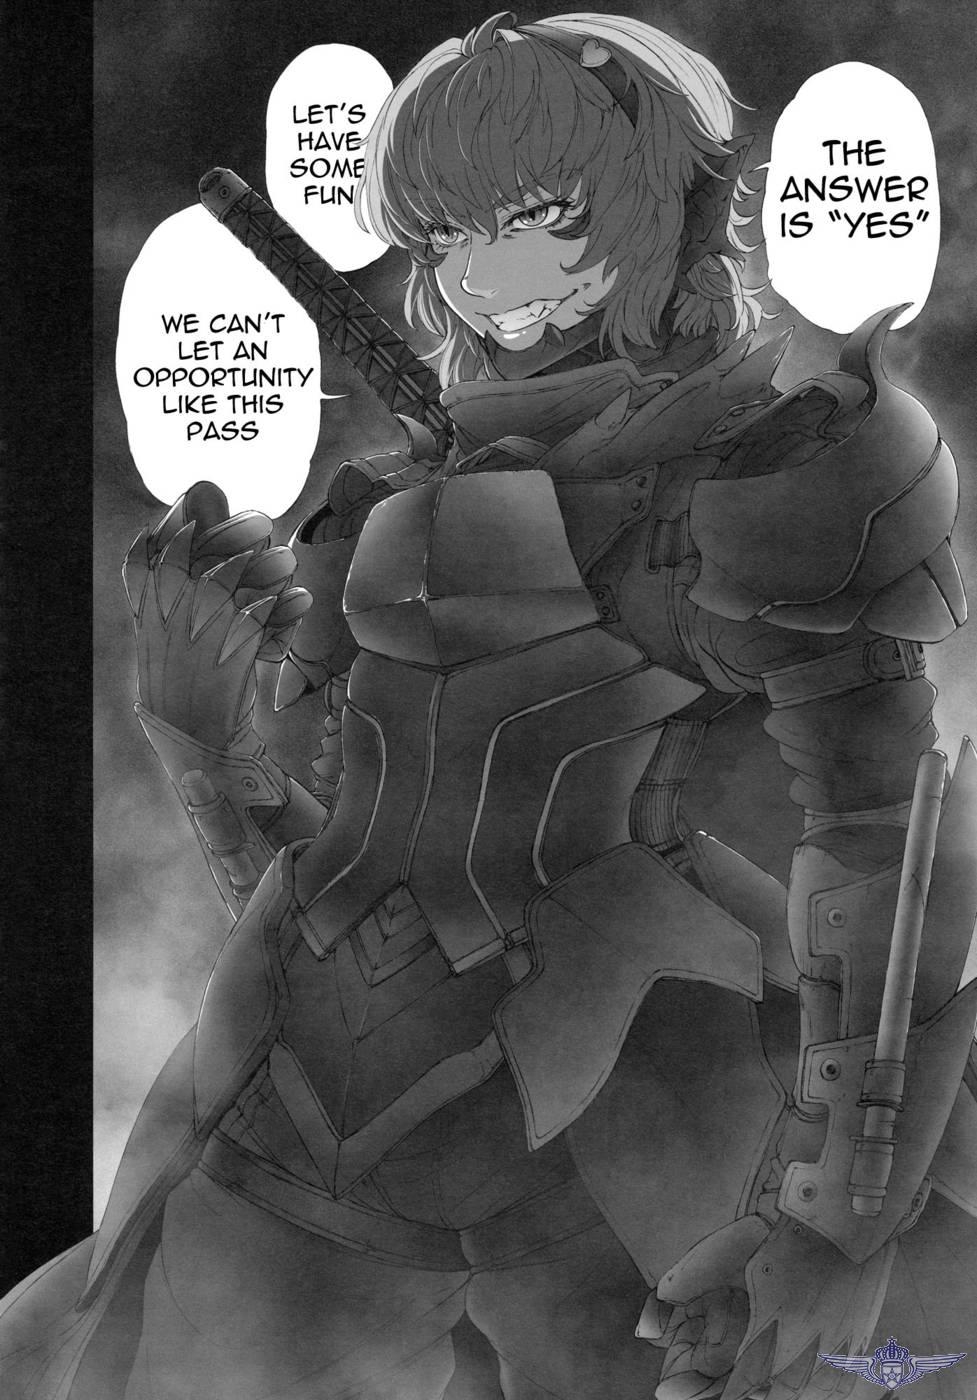 THE
ANSWER
IS "YES"
LET'S
HAVE
SOME
FUN
WE CAN'T
LET AN
OPPORTUNITY
LIKE THIS
PASS